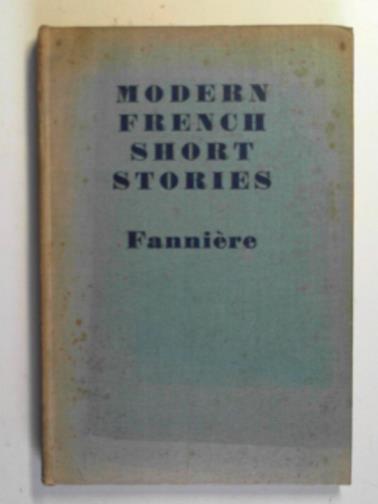 MODERN
FRENCH
SHORT
STORIES
Fannière